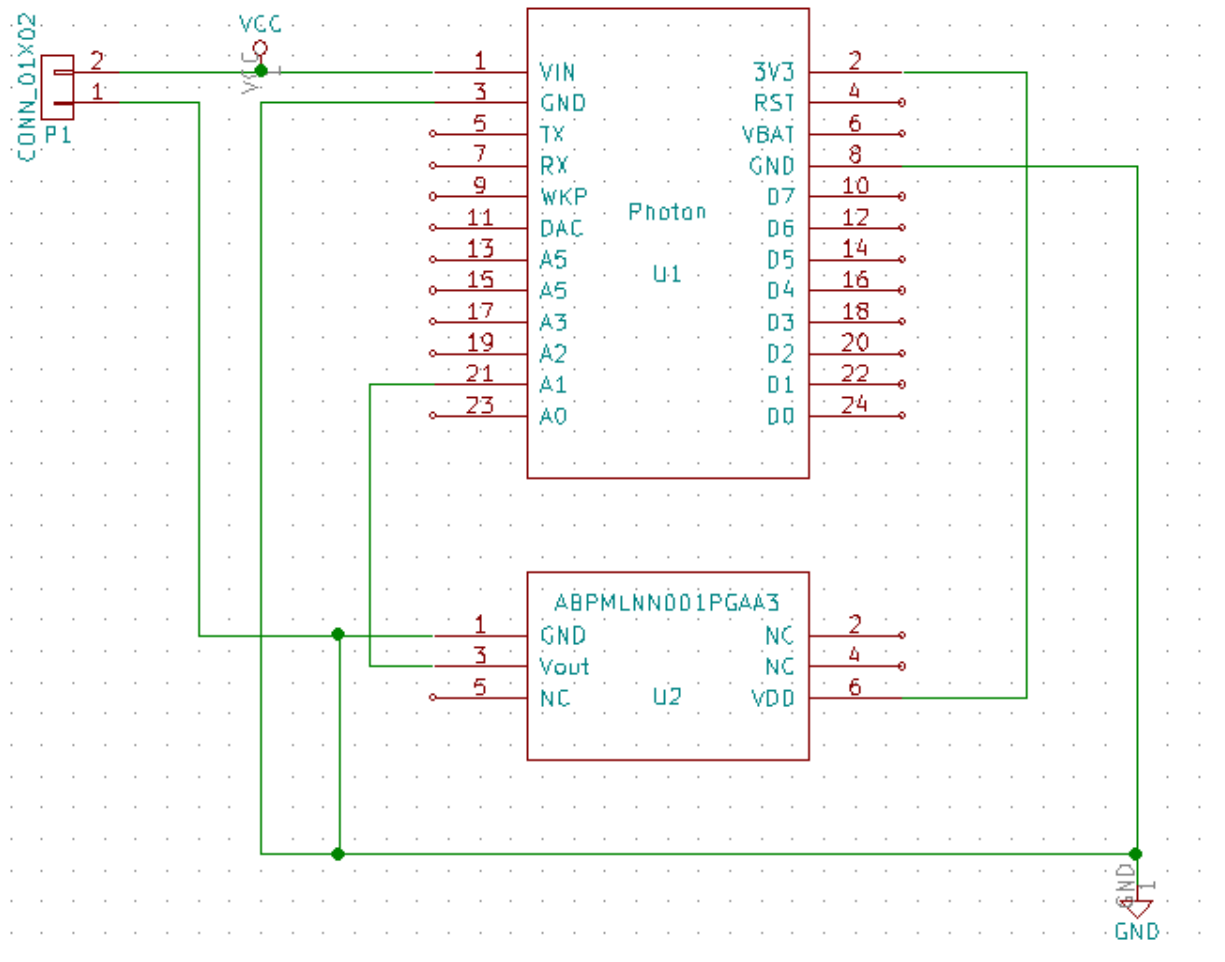 CONN_01X02
2
1
P1
VCC
VCC
1
Photon
U1
1 VIN
3 GND
5 TX
7 RX
9 WKP
11 DAC
13 A5
15 A5
17 A3
19 A2
21 A1
23 A0
3V3 2
RST 4
VBAT 6
GND 8
D7 10
D6 12
D5 14
D4 16
D3 18
D2 20
D1 22
D0 24
ABPMLNN001PGAA3
U2
1 GND
3 Vout
5 NC
NC 2
NC 4
VDD 6
GND
1
GND